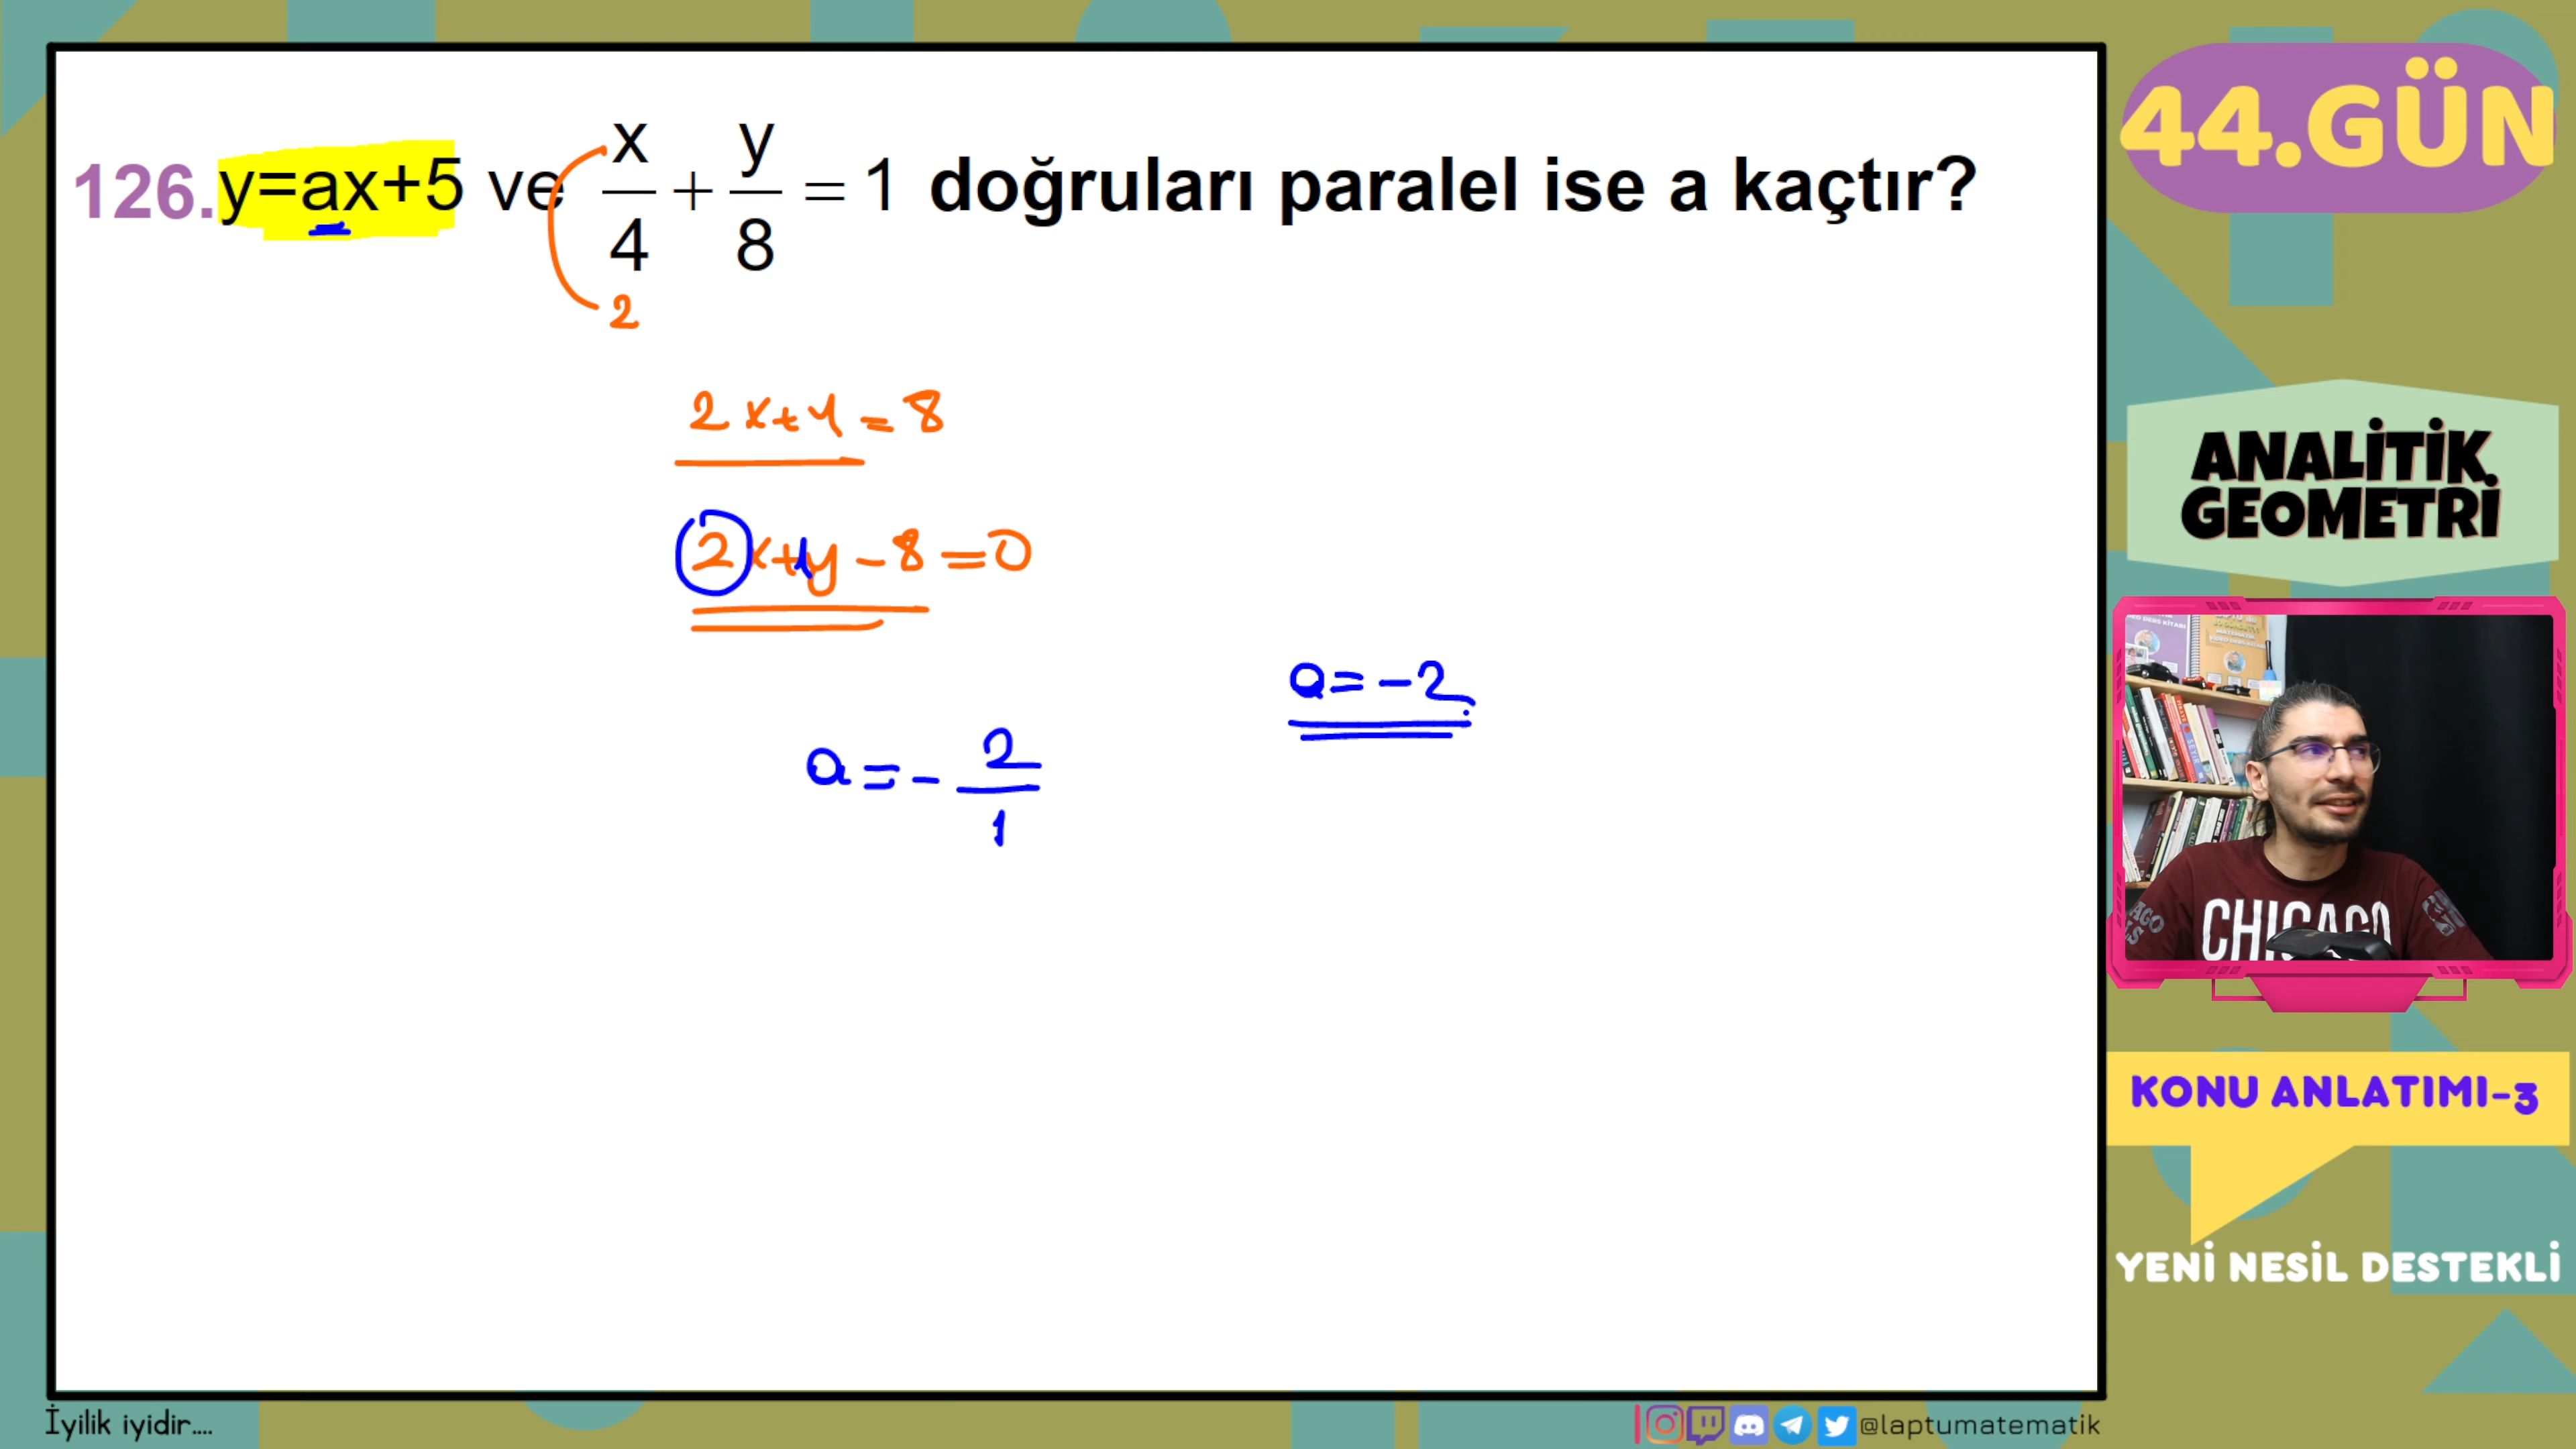 126. y=ax+5 ve x/4 + y/8 = 1 doğruları paralel ise a kaçtır?
2
2x+y=8
2x+1y-8=0
a=-2
a=-2/1
44.GÜN
ANALİTİK
GEOMETRİ
CHICAGO
KONU ANLATIMI-3
YENİ NESİL DESTEKLİ
İyilik iyidir....
@laptumatematik